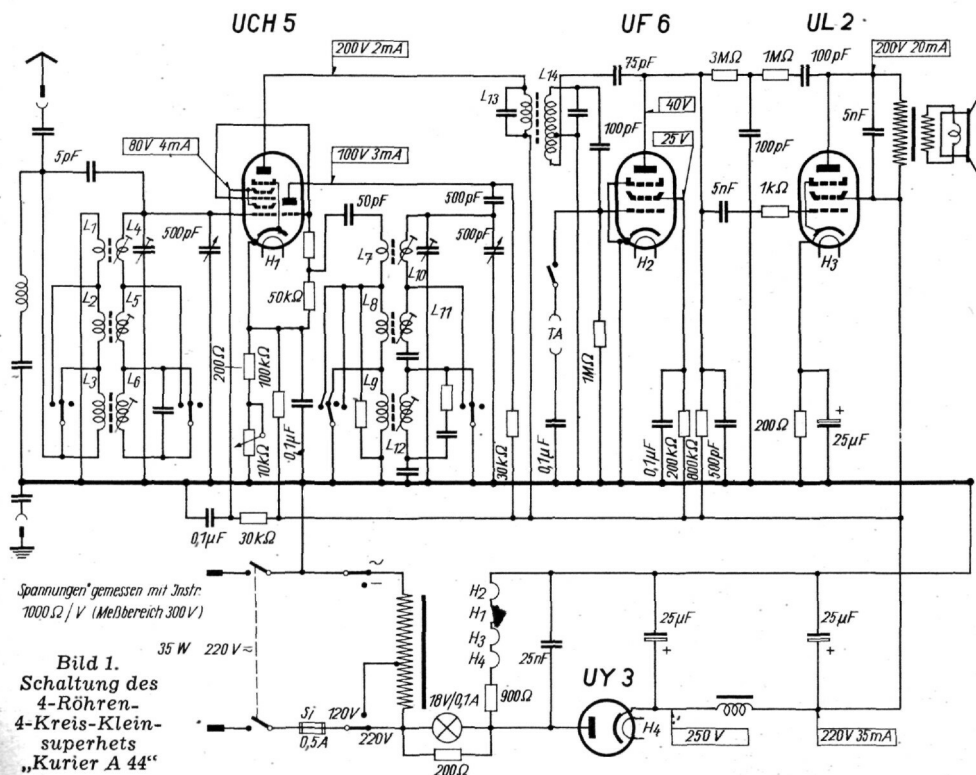 UCH 5
UF 6
UL 2
200V 2mA
80V 4mA
100V 3mA
L13
L14
75pF
3MΩ
1MΩ
100pF
200V 20mA
40V
25V
100pF
100pF
5nF
5pF
50pF
500pF
500pF
500pF
5nF
1kΩ
L1
L4
L2
L5
L3
L6
H1
L7
L10
L8
L11
L9
L12
H2
H3
50kΩ
200Ω
100kΩ
10kΩ
0,1µF
TA
1MΩ
30kΩ
0,1µF
0,1µF
200kΩ
800kΩ
500pF
200Ω
+
25µF
0,1µF
30kΩ
Spannungen gemessen mit Instr.
1000Ω/V (Meßbereich 300V)
35W 220V≂
~
−
H2
H1
H3
H4
25nF
25µF
+
25µF
+
900Ω
UY 3
H4
18V/0,1A
Si
0,5A
120V
220V
200Ω
250 V
220V 35mA
Bild 1.
Schaltung des
4-Röhren-
4-Kreis-Klein-
superhets
„Kurier A 44“